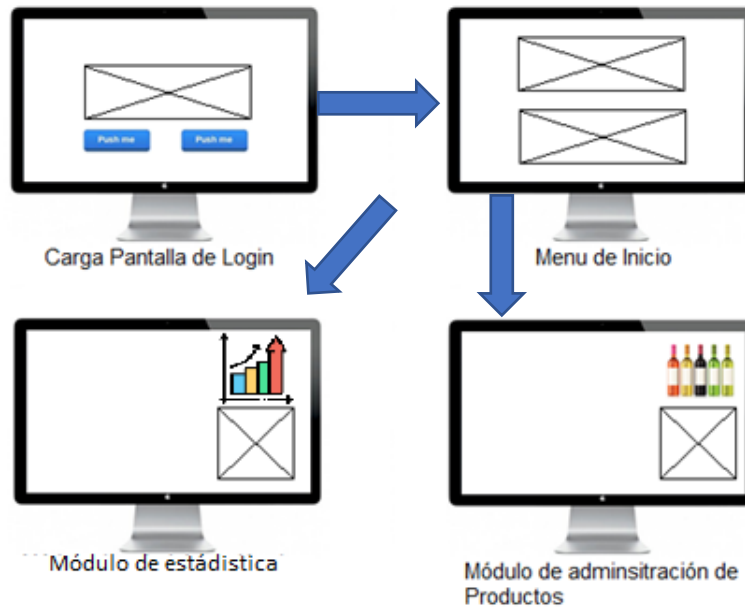 Push me Push me
Carga Pantalla de Login
Menu de Inicio
Módulo de estádistica
Módulo de adminsitración de
Productos